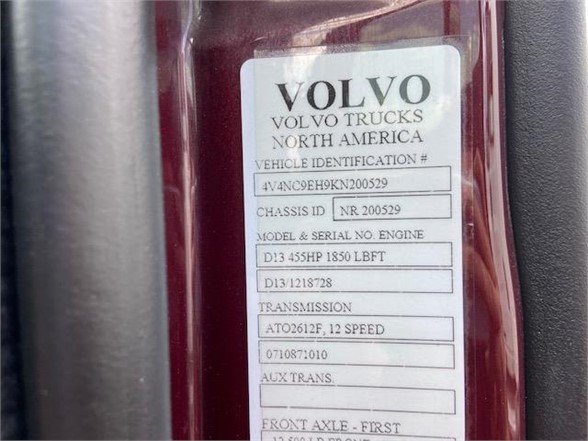 VOLVO
VOLVO TRUCKS
NORTH AMERICA
VEHICLE IDENTIFICATION #
4V4NC9EH9KN200529
CHASSIS ID NR 200529
MODEL & SERIAL NO. ENGINE
D13 455HP 1850 LBFT
D13/1218728
TRANSMISSION
ATO2612F, 12 SPEED
0710871010
AUX TRANS.
FRONT AXLE - FIRST